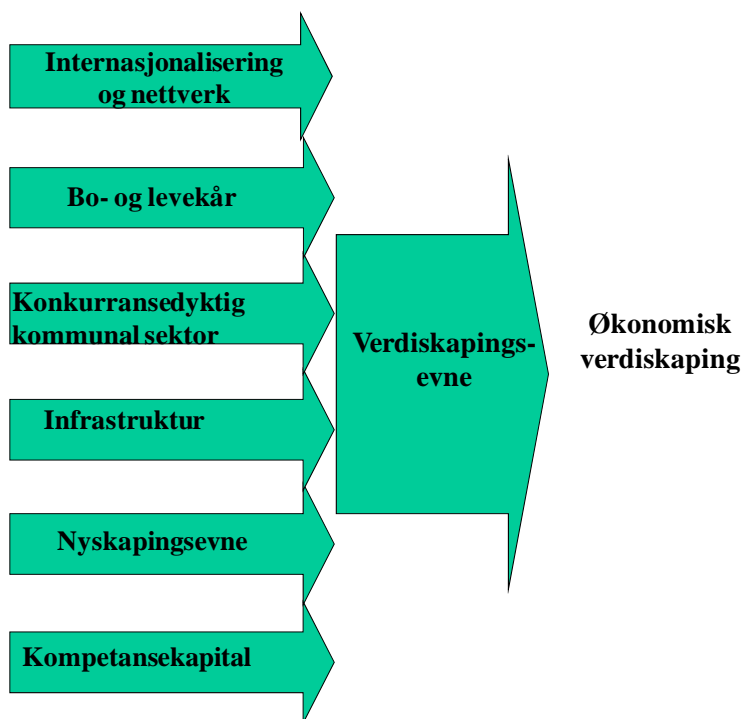 Internasjonalisering
og nettverk
Bo- og levekår
Konkurransedyktig
kommunal sektor
Infrastruktur
Nyskapingsevne
Kompetansekapital
Verdiskapings-
evne
Økonomisk
verdiskaping